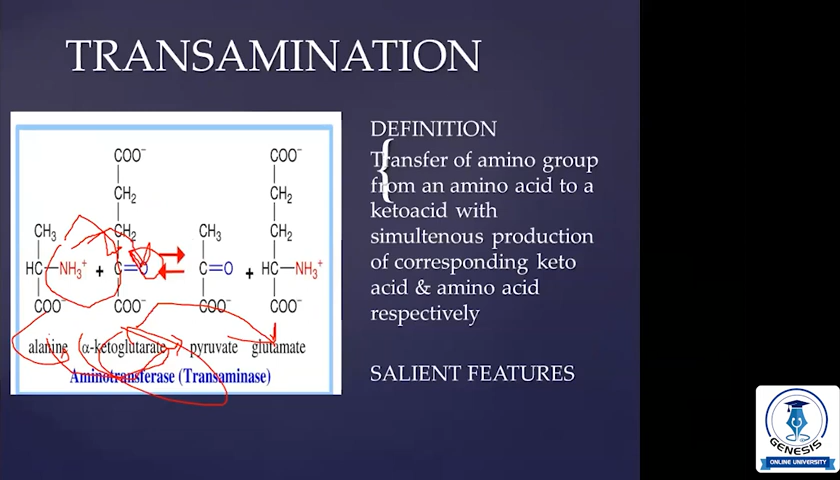 TRANSAMINATION
DEFINITION
Transfer of amino group
from an amino acid to a
ketoacid with
simultenous production
of corresponding keto
acid & amino acid
respectively
SALIENT FEATURES
COO⁻ COO⁻
CH₂ CH₂
CH₃ CH₂ CH₃ CH₂
HC—NH₃⁺ + C=O C=O + HC—NH₃⁺
COO⁻ COO⁻ COO⁻ COO⁻
alanine α-ketoglutarate pyruvate glutamate
Aminotransferase (Transaminase)
GENESIS
ONLINE UNIVERSITY